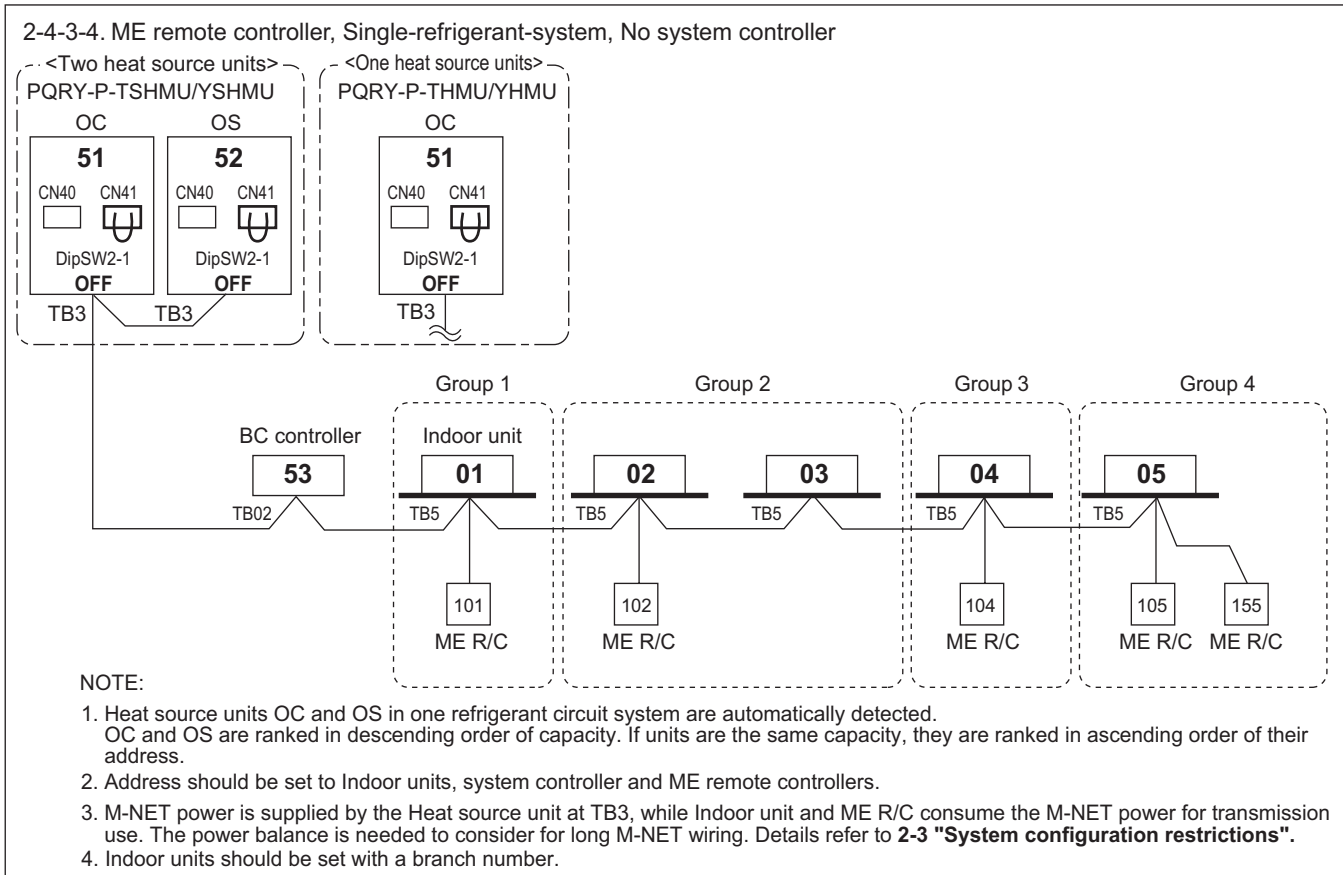 2-4-3-4. ME remote controller, Single-refrigerant-system, No system controller
<Two heat source units>
PQRY-P-TSHMU/YSHMU
OC OS
51 52
CN40 CN41 CN40 CN41
DipSW2-1 DipSW2-1
OFF OFF
TB3 TB3
<One heat source units>
PQRY-P-THMU/YHMU
OC
51
CN40 CN41
DipSW2-1
OFF
TB3
Group 1 Group 2 Group 3 Group 4
BC controller Indoor unit
53 01 02 03 04 05
TB02 TB5 TB5 TB5 TB5 TB5
101 102 104 105 155
ME R/C ME R/C ME R/C ME R/C ME R/C
NOTE:
1. Heat source units OC and OS in one refrigerant circuit system are automatically detected.
OC and OS are ranked in descending order of capacity. If units are the same capacity, they are ranked in ascending order of their
address.
2. Address should be set to Indoor units, system controller and ME remote controllers.
3. M-NET power is supplied by the Heat source unit at TB3, while Indoor unit and ME R/C consume the M-NET power for transmission
use. The power balance is needed to consider for long M-NET wiring. Details refer to 2-3 "System configuration restrictions".
4. Indoor units should be set with a branch number.